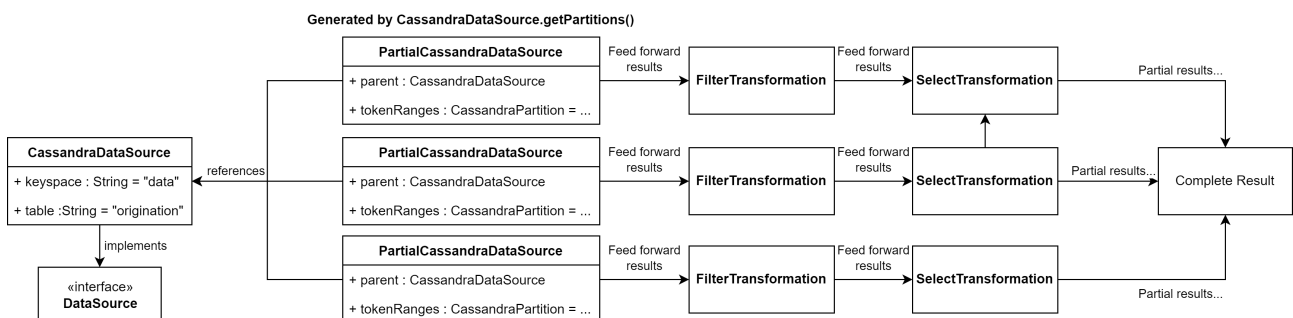 Generated by CassandraDataSource.getPartitions()
PartialCassandraDataSource
+ parent : CassandraDataSource
+ tokenRanges : CassandraPartition = ...
Feed forward
results
FilterTransformation
Feed forward
results
SelectTransformation
Partial results...
CassandraDataSource
+ keyspace : String = "data"
+ table :String = "origination"
references
PartialCassandraDataSource
+ parent : CassandraDataSource
+ tokenRanges : CassandraPartition = ...
Feed forward
results
FilterTransformation
Feed forward
results
SelectTransformation
Partial results...
Complete Result
implements
«interface»
DataSource
PartialCassandraDataSource
+ parent : CassandraDataSource
+ tokenRanges : CassandraPartition = ...
Feed forward
results
FilterTransformation
Feed forward
results
SelectTransformation
Partial results...